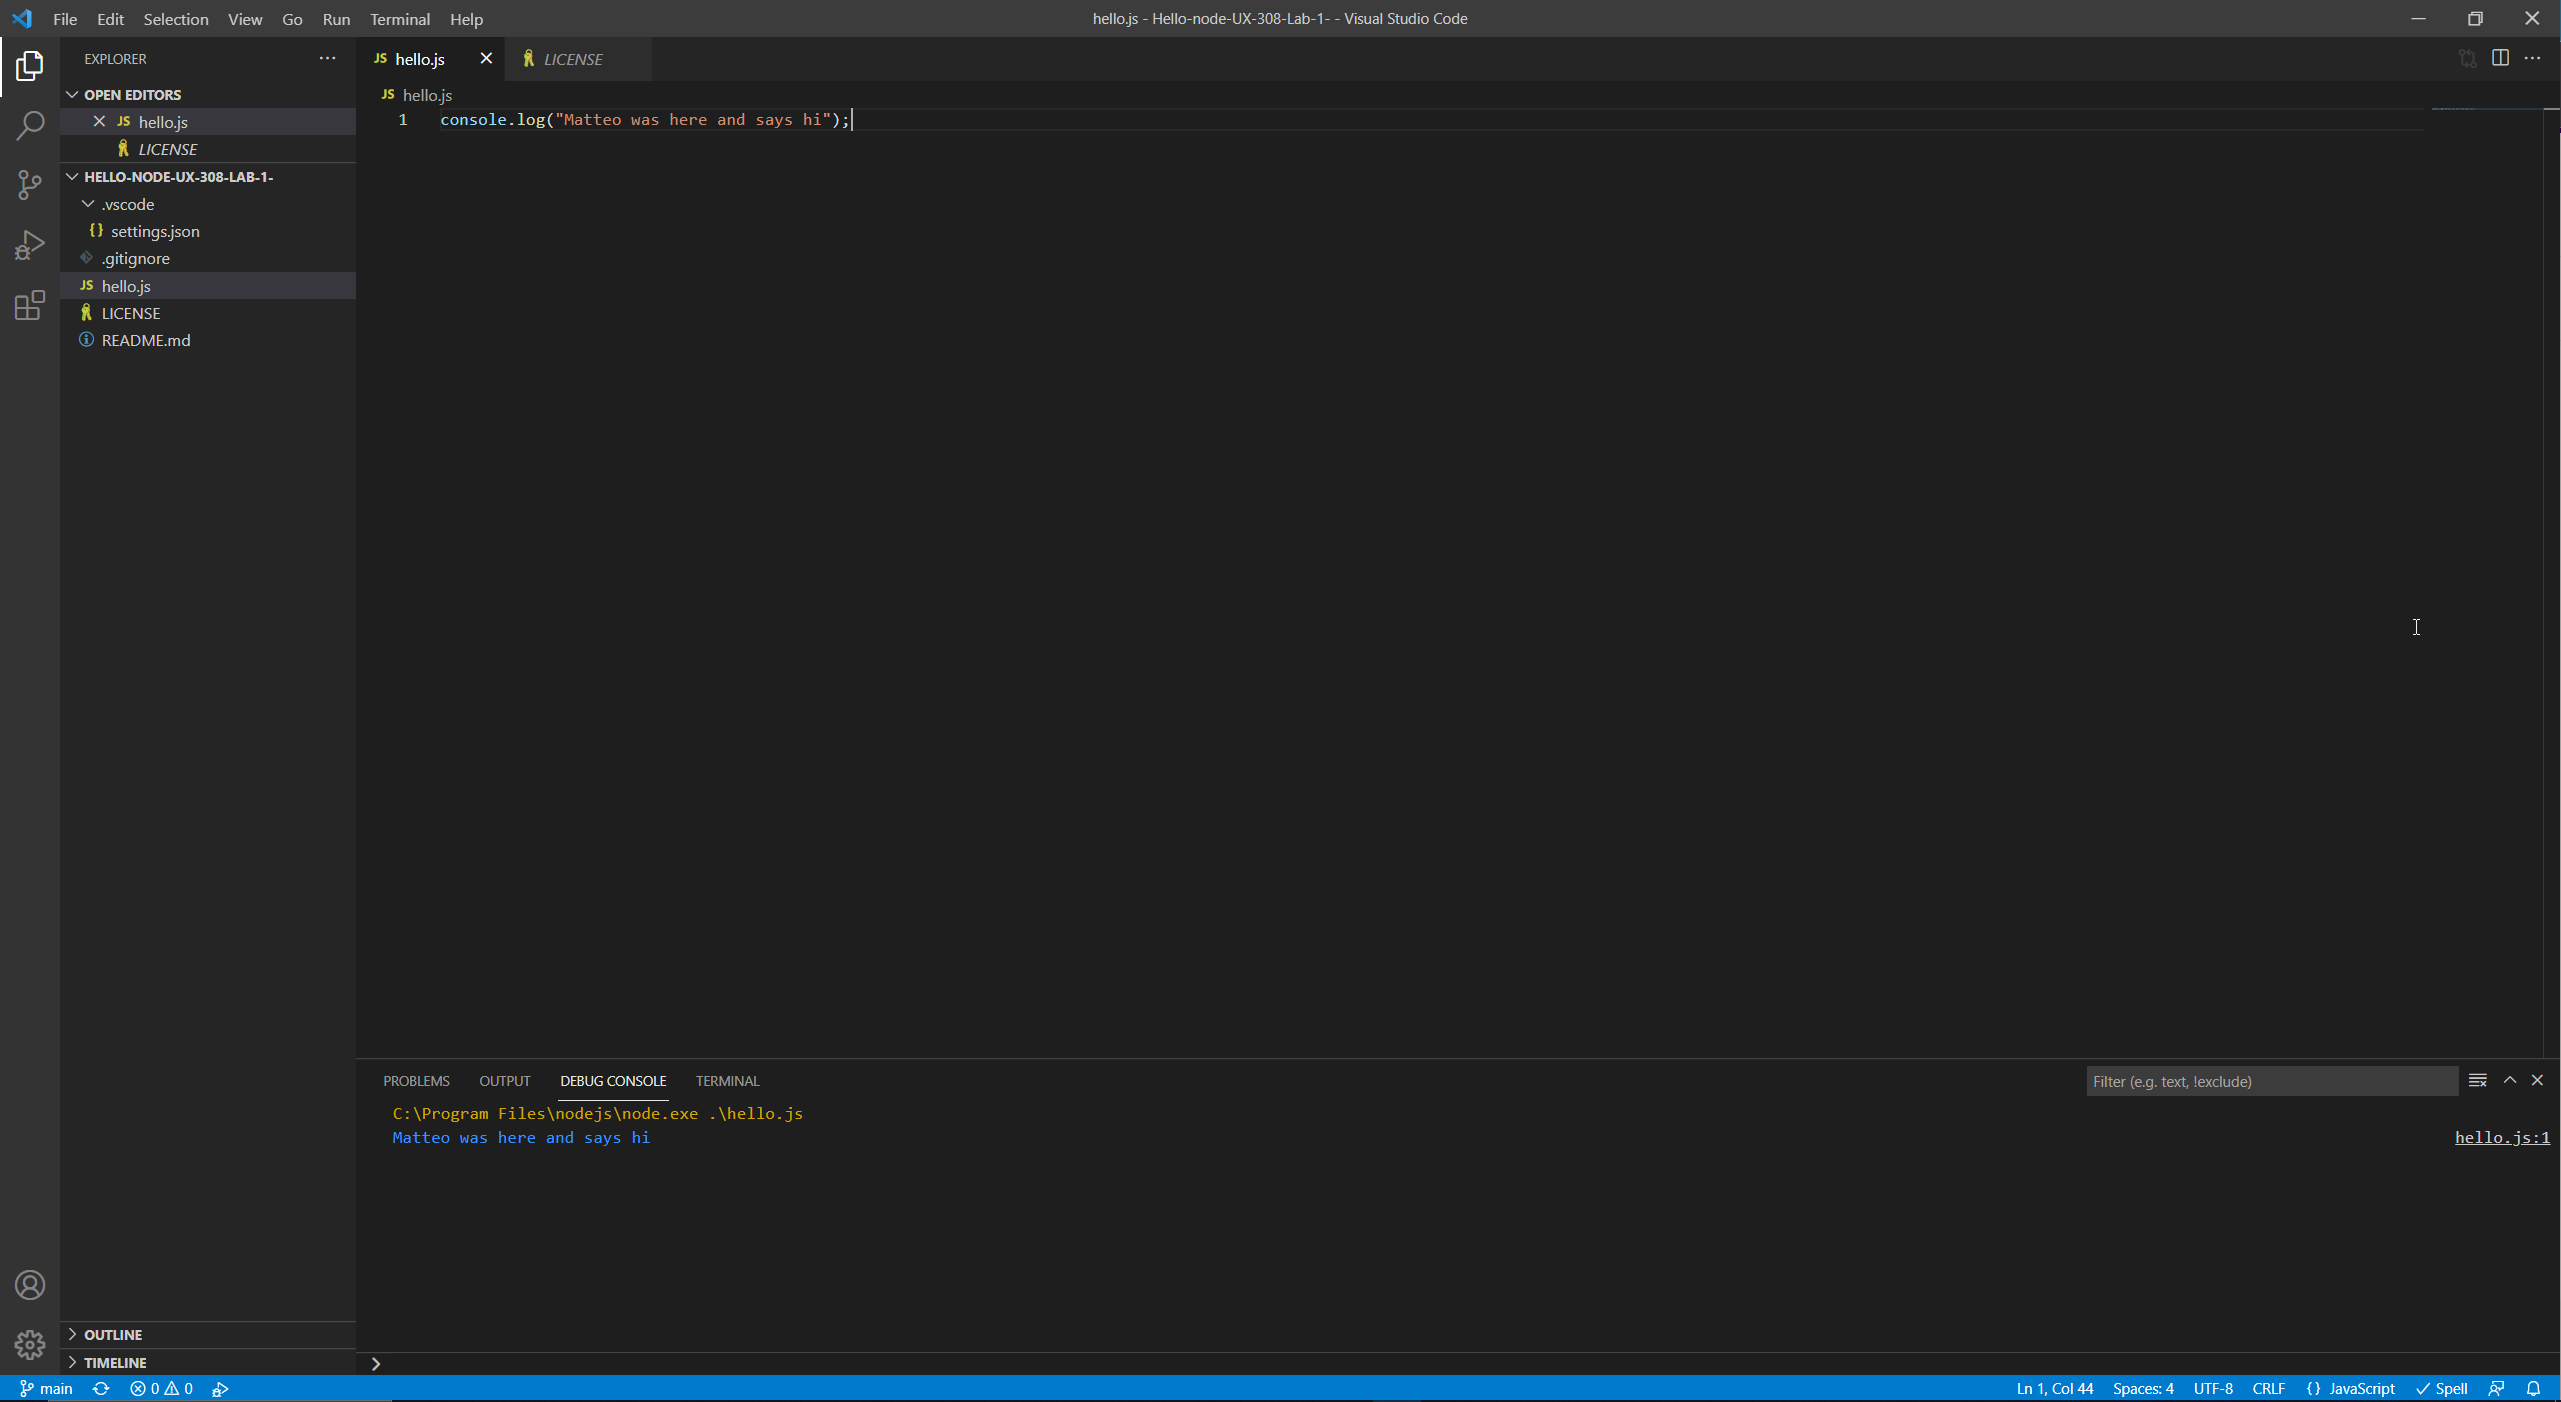 File Edit Selection View Go Run Terminal Help
hello.js - Hello-node-UX-308-Lab-1- - Visual Studio Code
EXPLORER
OPEN EDITORS
JS hello.js
LICENSE
HELLO-NODE-UX-308-LAB-1-
.vscode
{} settings.json
.gitignore
JS hello.js
LICENSE
README.md
OUTLINE
TIMELINE
JS hello.js LICENSE
JS hello.js
1 console.log("Matteo was here and says hi");
PROBLEMS OUTPUT DEBUG CONSOLE TERMINAL
Filter (e.g. text, !exclude)
C:\Program Files\nodejs\node.exe .\hello.js
Matteo was here and says hi hello.js:1
main 0 0 Ln 1, Col 44 Spaces: 4 UTF-8 CRLF {} JavaScript Spell